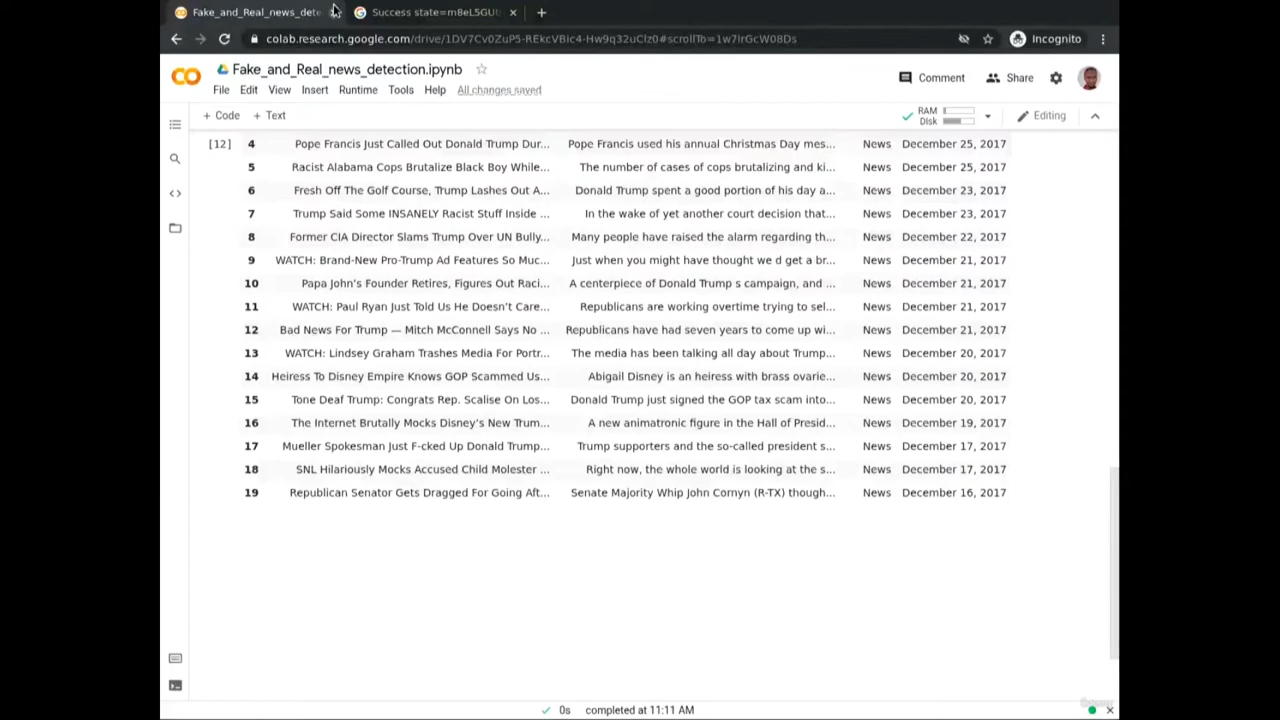 Fake_and_Real_news_dete
Success state=m8eL5GU
colab.research.google.com/drive/1DV7Cv0ZuP5-REkcVBic4-Hw9q32uClz0#scrollTo=1w7IrGcW08Ds
Incognito
Fake_and_Real_news_detection.ipynb
Comment
Share
File Edit View Insert Runtime Tools Help All changes saved
+ Code + Text
RAM
Disk
Editing
[12] 4 Pope Francis Just Called Out Donald Trump Dur... Pope Francis used his annual Christmas Day mes... News December 25, 2017
5 Racist Alabama Cops Brutalize Black Boy While... The number of cases of cops brutalizing and ki... News December 25, 2017
6 Fresh Off The Golf Course, Trump Lashes Out A... Donald Trump spent a good portion of his day a... News December 23, 2017
7 Trump Said Some INSANELY Racist Stuff Inside ... In the wake of yet another court decision that... News December 23, 2017
8 Former CIA Director Slams Trump Over UN Bully... Many people have raised the alarm regarding th... News December 22, 2017
9 WATCH: Brand-New Pro-Trump Ad Features So Muc... Just when you might have thought we d get a br... News December 21, 2017
10 Papa John's Founder Retires, Figures Out Raci... A centerpiece of Donald Trump s campaign, and ... News December 21, 2017
11 WATCH: Paul Ryan Just Told Us He Doesn't Care... Republicans are working overtime trying to sel... News December 21, 2017
12 Bad News For Trump — Mitch McConnell Says No ... Republicans have had seven years to come up wi... News December 21, 2017
13 WATCH: Lindsey Graham Trashes Media For Portr... The media has been talking all day about Trump... News December 20, 2017
14 Heiress To Disney Empire Knows GOP Scammed Us... Abigail Disney is an heiress with brass ovarie... News December 20, 2017
15 Tone Deaf Trump: Congrats Rep. Scalise On Los... Donald Trump just signed the GOP tax scam into... News December 20, 2017
16 The Internet Brutally Mocks Disney's New Trum... A new animatronic figure in the Hall of Presid... News December 19, 2017
17 Mueller Spokesman Just F-cked Up Donald Trump... Trump supporters and the so-called president s... News December 17, 2017
18 SNL Hilariously Mocks Accused Child Molester ... Right now, the whole world is looking at the s... News December 17, 2017
19 Republican Senator Gets Dragged For Going Aft... Senate Majority Whip John Cornyn (R-TX) though... News December 16, 2017
0s completed at 11:11 AM